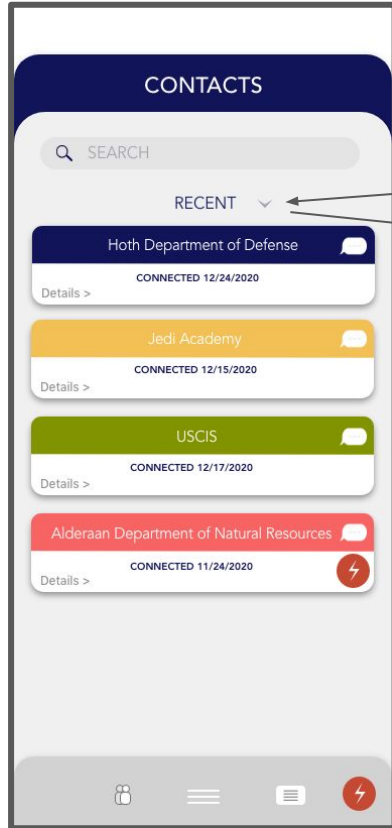 CONTACTS
SEARCH
RECENT
Hoth Department of Defense
CONNECTED 12/24/2020
Details >
Jedi Academy
CONNECTED 12/15/2020
Details >
USCIS
CONNECTED 12/17/2020
Details >
Alderaan Department of Natural Resources
CONNECTED 11/24/2020
Details >